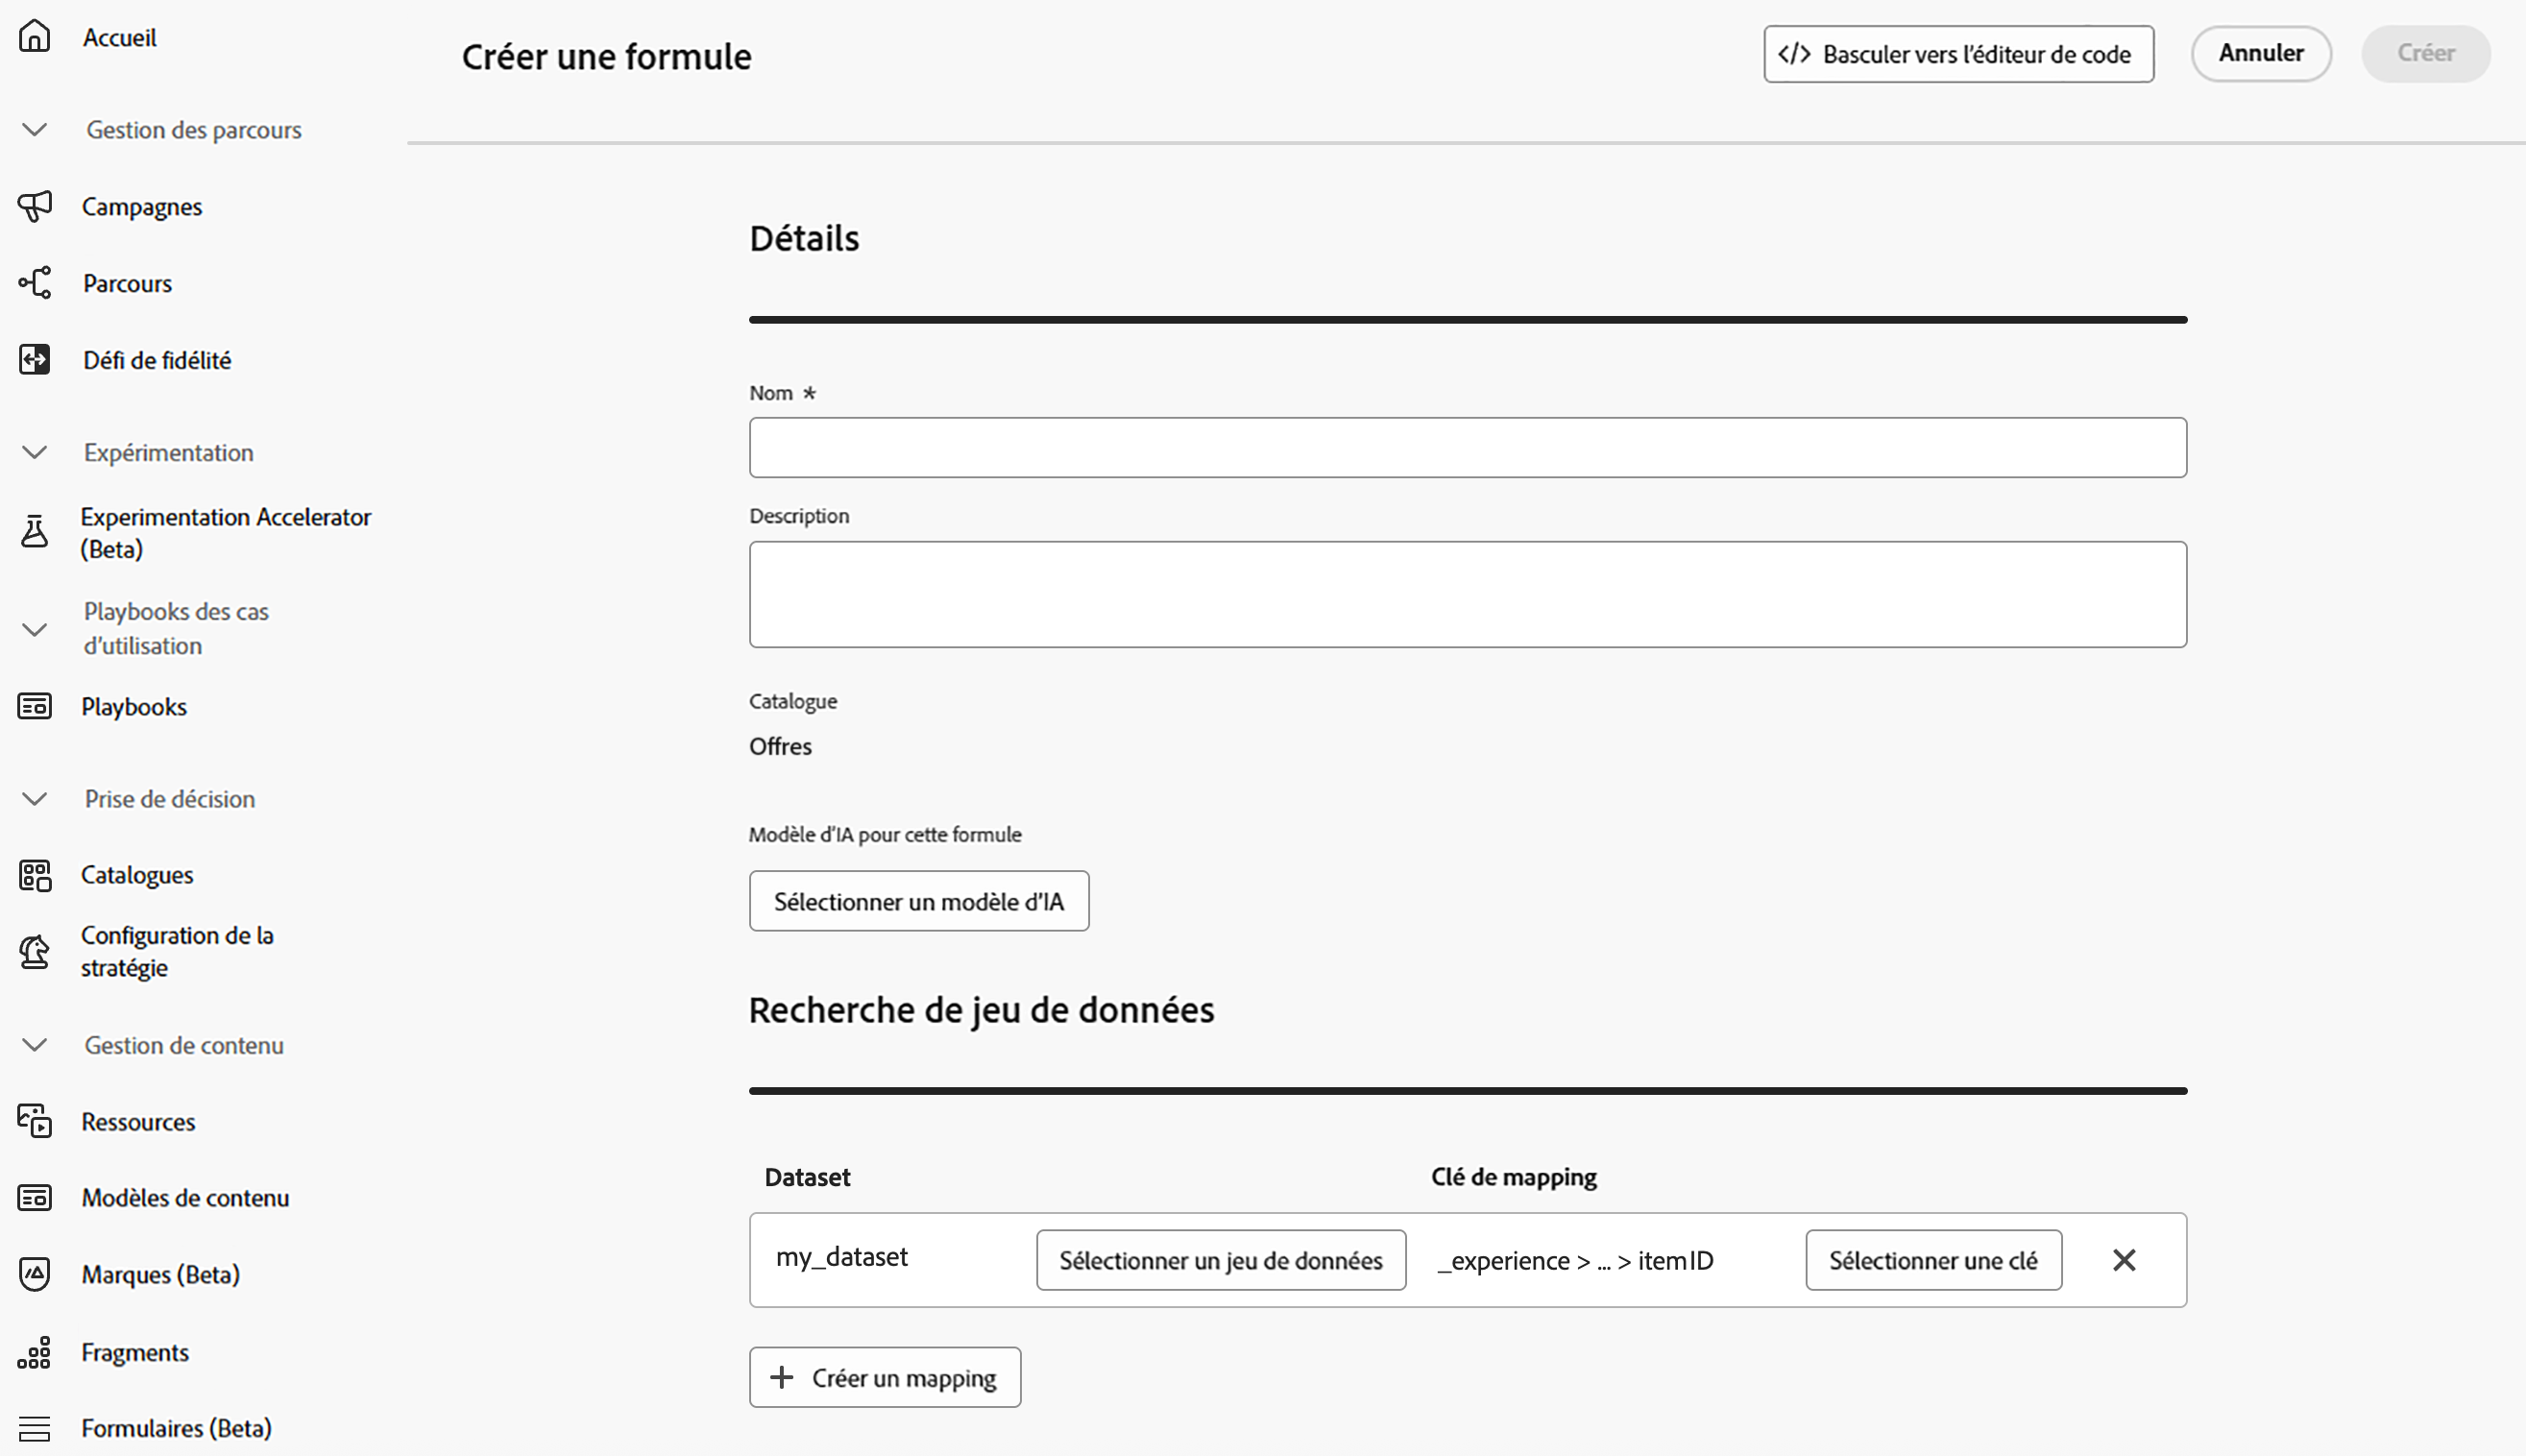 Accueil
Gestion des parcours
Campagnes
Parcours
Défi de fidélité
Expérimentation
Experimentation Accelerator
(Beta)
Playbooks des cas
d’utilisation
Playbooks
Prise de décision
Catalogues
Configuration de la
stratégie
Gestion de contenu
Ressources
Modèles de contenu
Marques (Beta)
Fragments
Formulaires (Beta)
Créer une formule
</> Basculer vers l’éditeur de code
Annuler
Créer
Détails
Nom *
Description
Catalogue
Offres
Modèle d’IA pour cette formule
Sélectionner un modèle d’IA
Recherche de jeu de données
Dataset Clé de mapping
my_dataset Sélectionner un jeu de données _experience > ... > itemID Sélectionner une clé
Créer un mapping